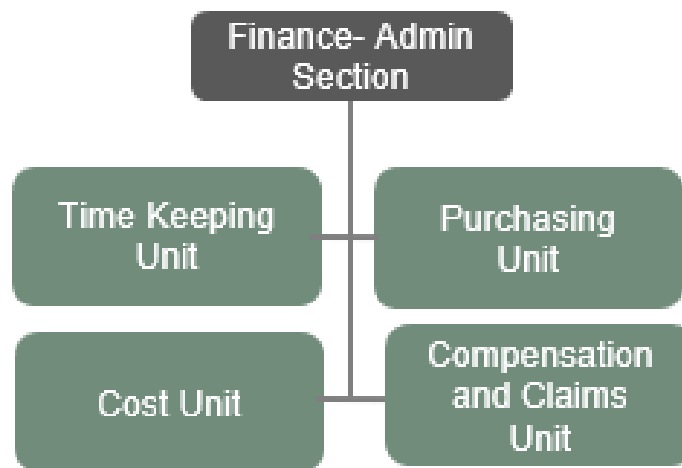 Finance- Admin
Section
Time Keeping
Unit
Purchasing
Unit
Cost Unit
Compensation
and Claims
Unit